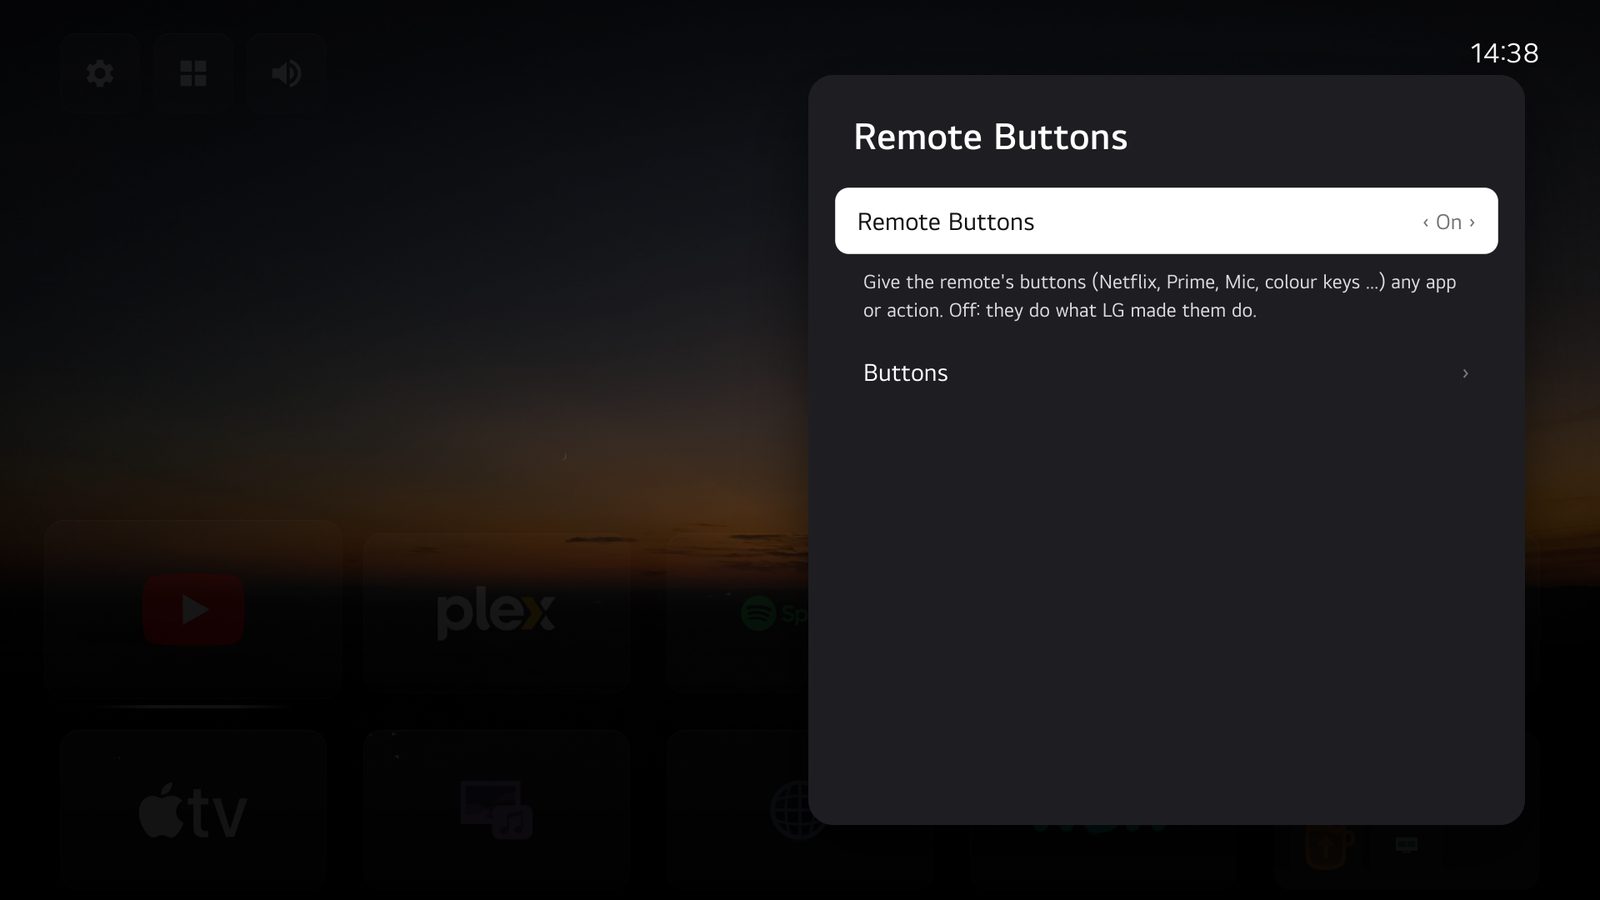 14:38
Remote Buttons
Remote Buttons ‹ On ›
Give the remote's buttons (Netflix, Prime, Mic, colour keys ...) any app
or action. Off: they do what LG made them do.
Buttons ›
plex
Sp
tv